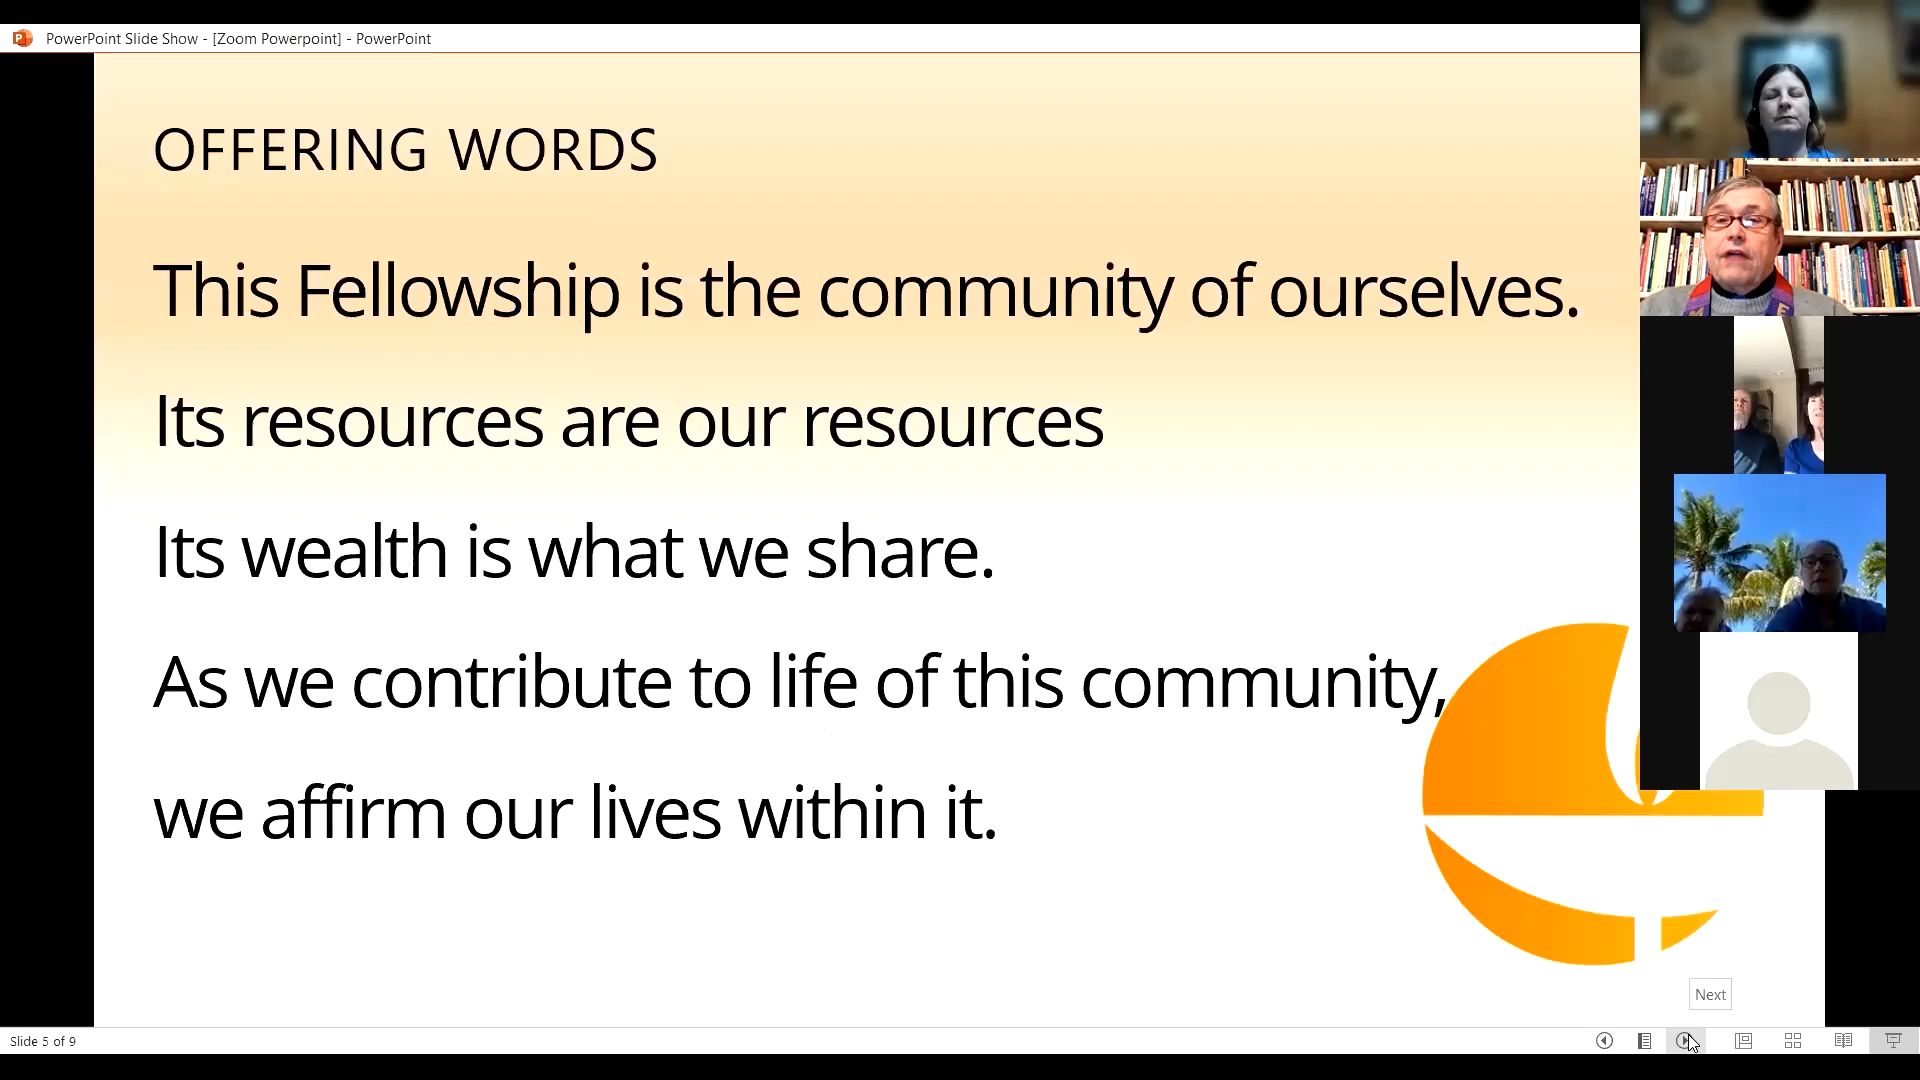 PowerPoint Slide Show - [Zoom Powerpoint] - PowerPoint
OFFERING WORDS
This Fellowship is the community of ourselves.
Its resources are our resources
Its wealth is what we share.
As we contribute to life of this community,
we affirm our lives within it.
Next
Slide 5 of 9